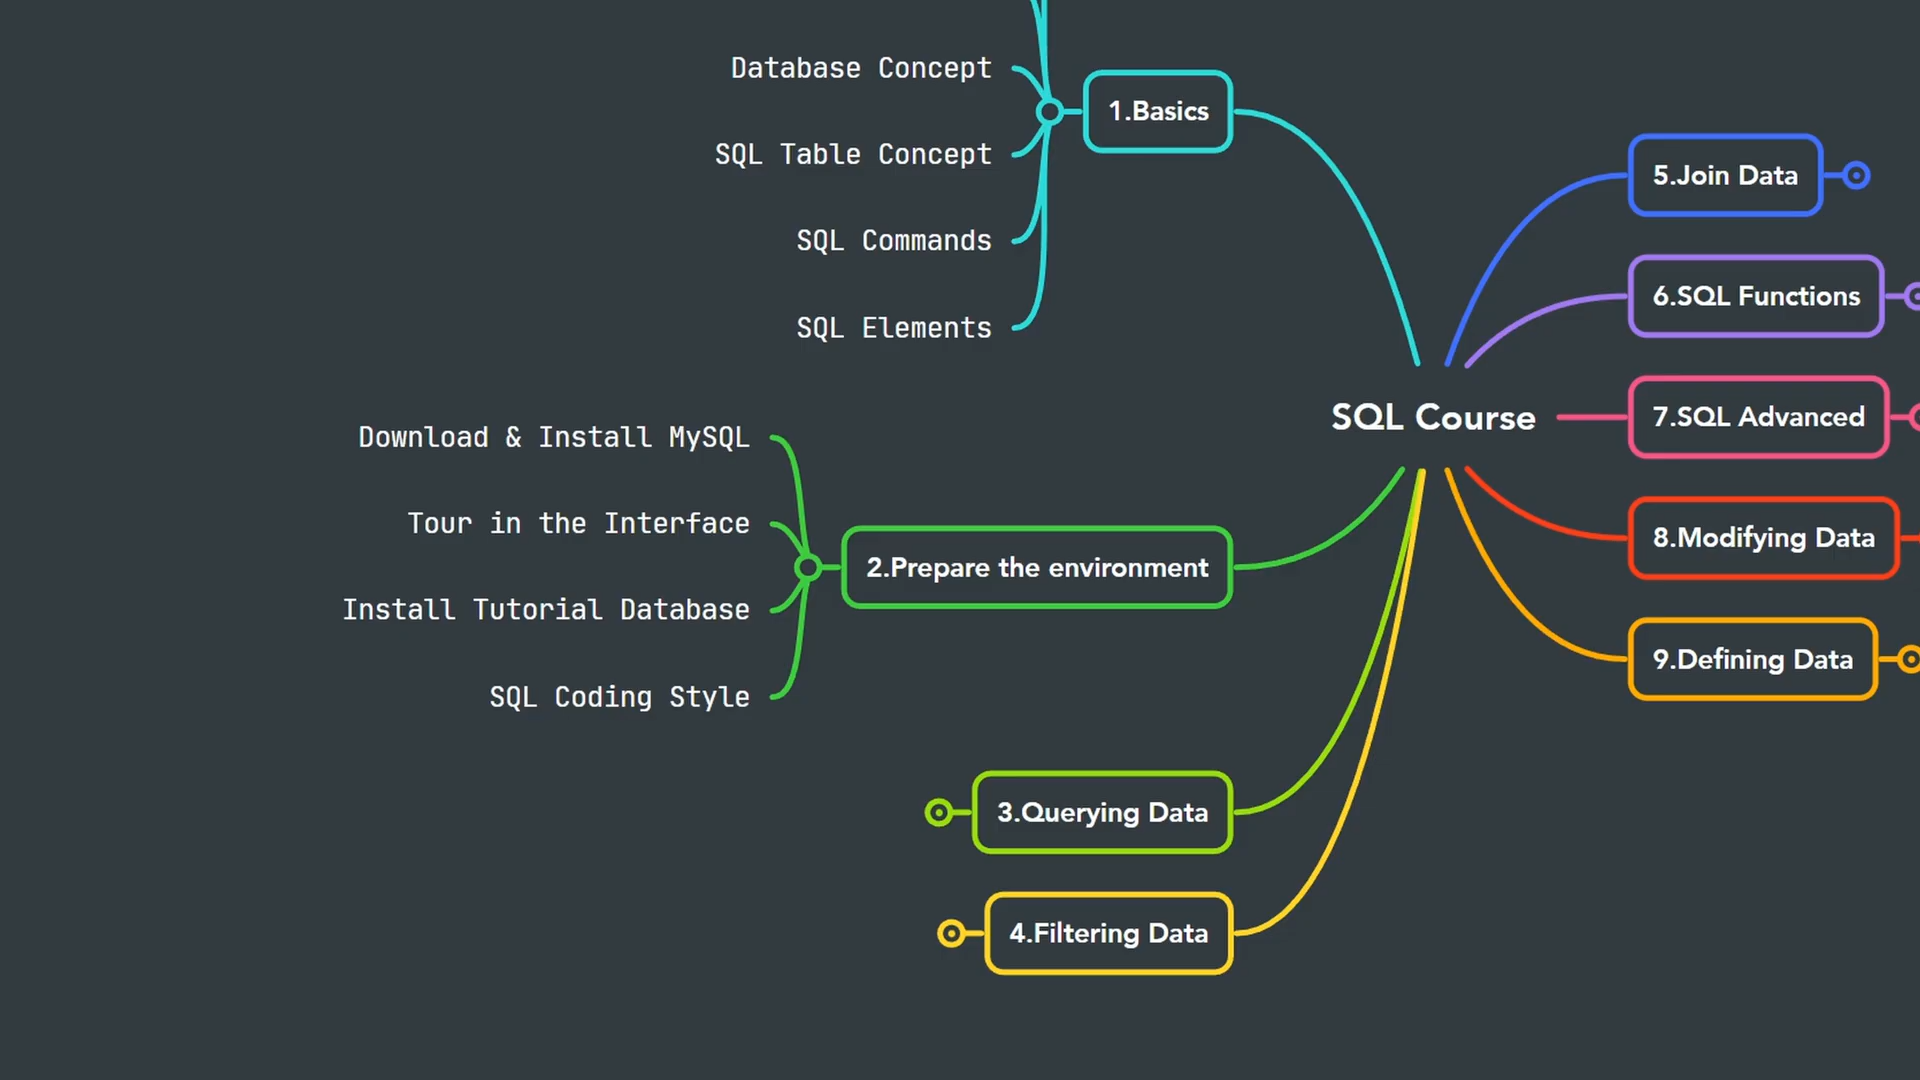 Database Concept
SQL Table Concept
SQL Commands
SQL Elements
1.Basics
Download & Install MySQL
Tour in the Interface
Install Tutorial Database
SQL Coding Style
2.Prepare the environment
3.Querying Data
4.Filtering Data
SQL Course
5.Join Data
6.SQL Functions
7.SQL Advanced
8.Modifying Data
9.Defining Data